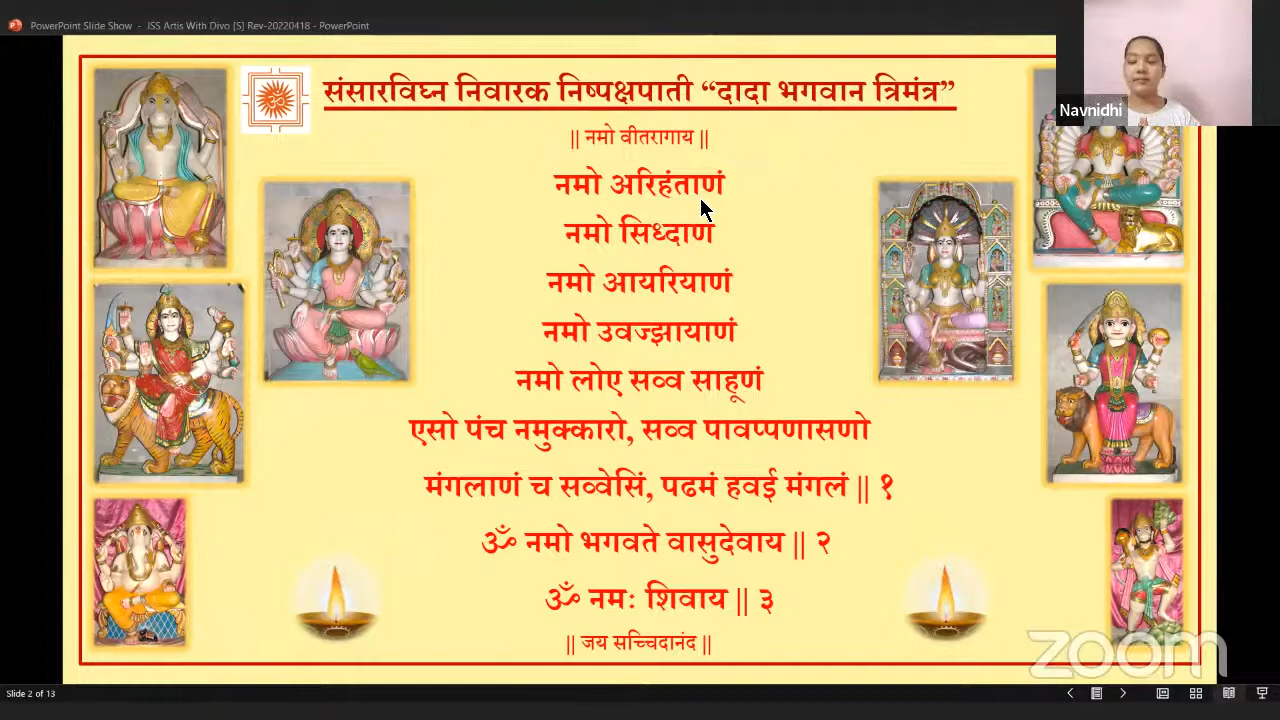 PowerPoint Slide Show - JSS Artis With Divo [S] Rev-20220418 - PowerPoint
Navnidhi
संसारविघ्न निवारक निष्पक्षपाती “दादा भगवान त्रिमंत्र”
|| नमो वीतरागाय ||
नमो अरिहंताणं
नमो सिध्दाणं
नमो आयरियाणं
नमो उवज्झायाणं
नमो लोए सव्व साहूणं
एसो पंच नमुक्कारो, सव्व पावप्पणासणो
मंगलाणं च सव्वेसिं, पढमं हवई मंगलं || १
ॐ नमो भगवते वासुदेवाय || २
ॐ नमः शिवाय || ३
|| जय सच्चिदानंद ||
zoom
Slide 2 of 13